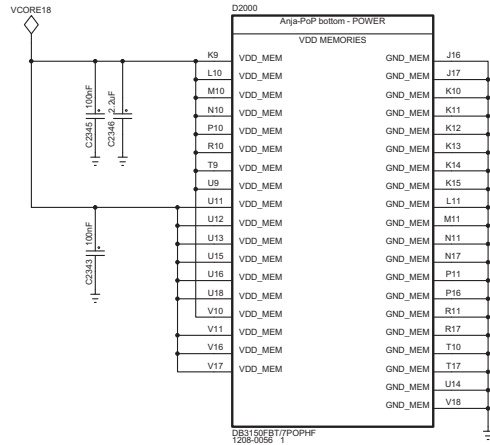 VCORE18
D2000
Anja-PoP bottom - POWER
VDD MEMORIES
K9 VDD_MEM GND_MEM J16
L10 VDD_MEM GND_MEM J17
M10 VDD_MEM GND_MEM K10
N10 VDD_MEM GND_MEM K11
P10 VDD_MEM GND_MEM K12
R10 VDD_MEM GND_MEM K13
T9 VDD_MEM GND_MEM K14
U9 VDD_MEM GND_MEM K15
U11 VDD_MEM GND_MEM L11
U12 VDD_MEM GND_MEM M11
U13 VDD_MEM GND_MEM N11
U15 VDD_MEM GND_MEM N17
U16 VDD_MEM GND_MEM P11
U18 VDD_MEM GND_MEM P16
V10 VDD_MEM GND_MEM R11
V11 VDD_MEM GND_MEM R17
V16 VDD_MEM GND_MEM T10
V17 VDD_MEM GND_MEM T17
GND_MEM U14
GND_MEM V18
C2345 100nF
C2346 2.2uF
C2343 100nF
DB3150FBT/7POPHF
1208-0056 1